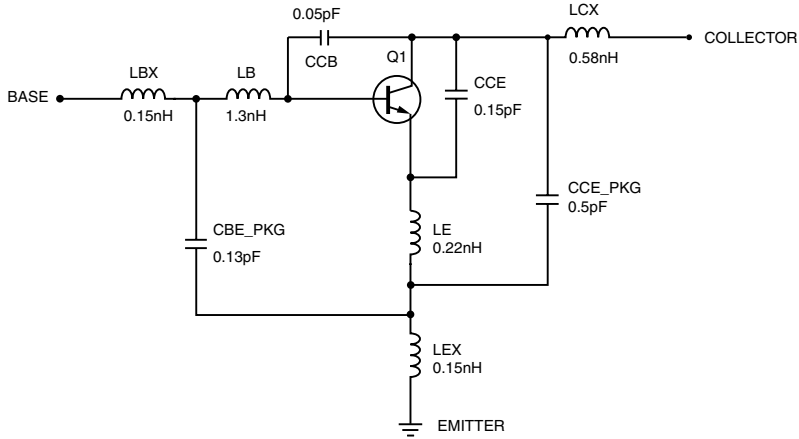 0.05pF
LCX
CCB
0.58nH
COLLECTOR
Q1
LBX
LB
CCE
0.15pF
BASE
0.15nH
1.3nH
CCE_PKG
0.5pF
CBE_PKG
0.13pF
LE
0.22nH
LEX
0.15nH
EMITTER